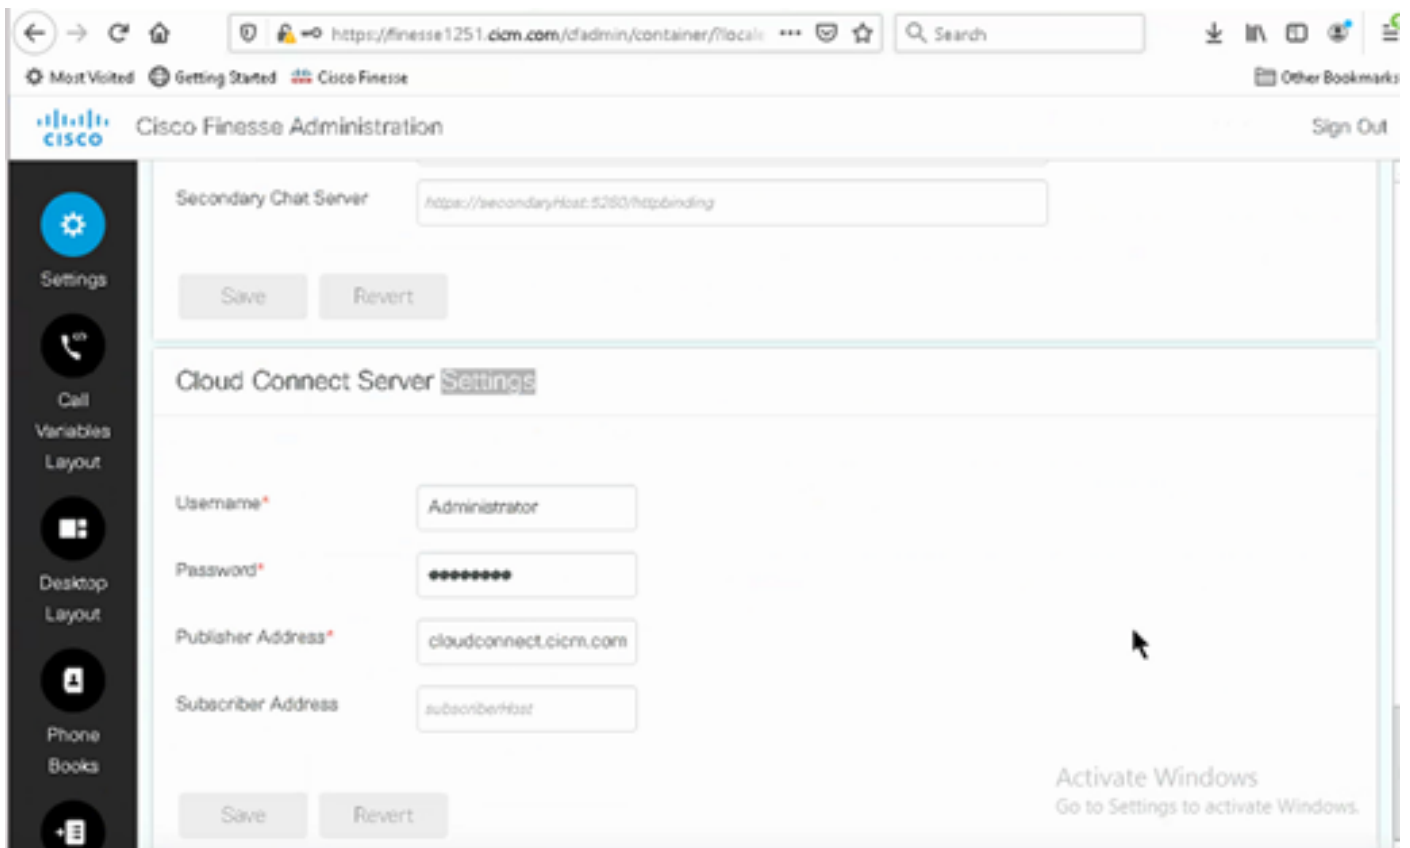 https://finesse1251.cicm.com/cfadmin/container/?locale
Search
Most Visited Getting Started Cisco Finesse Other Bookmarks
CISCO Cisco Finesse Administration Sign Out
Secondary Chat Server https://secondaryHost:5280/httpbinding
Save Revert
Settings
Call
Variables
Layout
Desktop
Layout
Phone
Books
Cloud Connect Server Settings
Username* Administrator
Password* ••••••••
Publisher Address* cloudconnect.cicm.com
Subscriber Address subscriberHost
Save Revert
Activate Windows
Go to Settings to activate Windows.